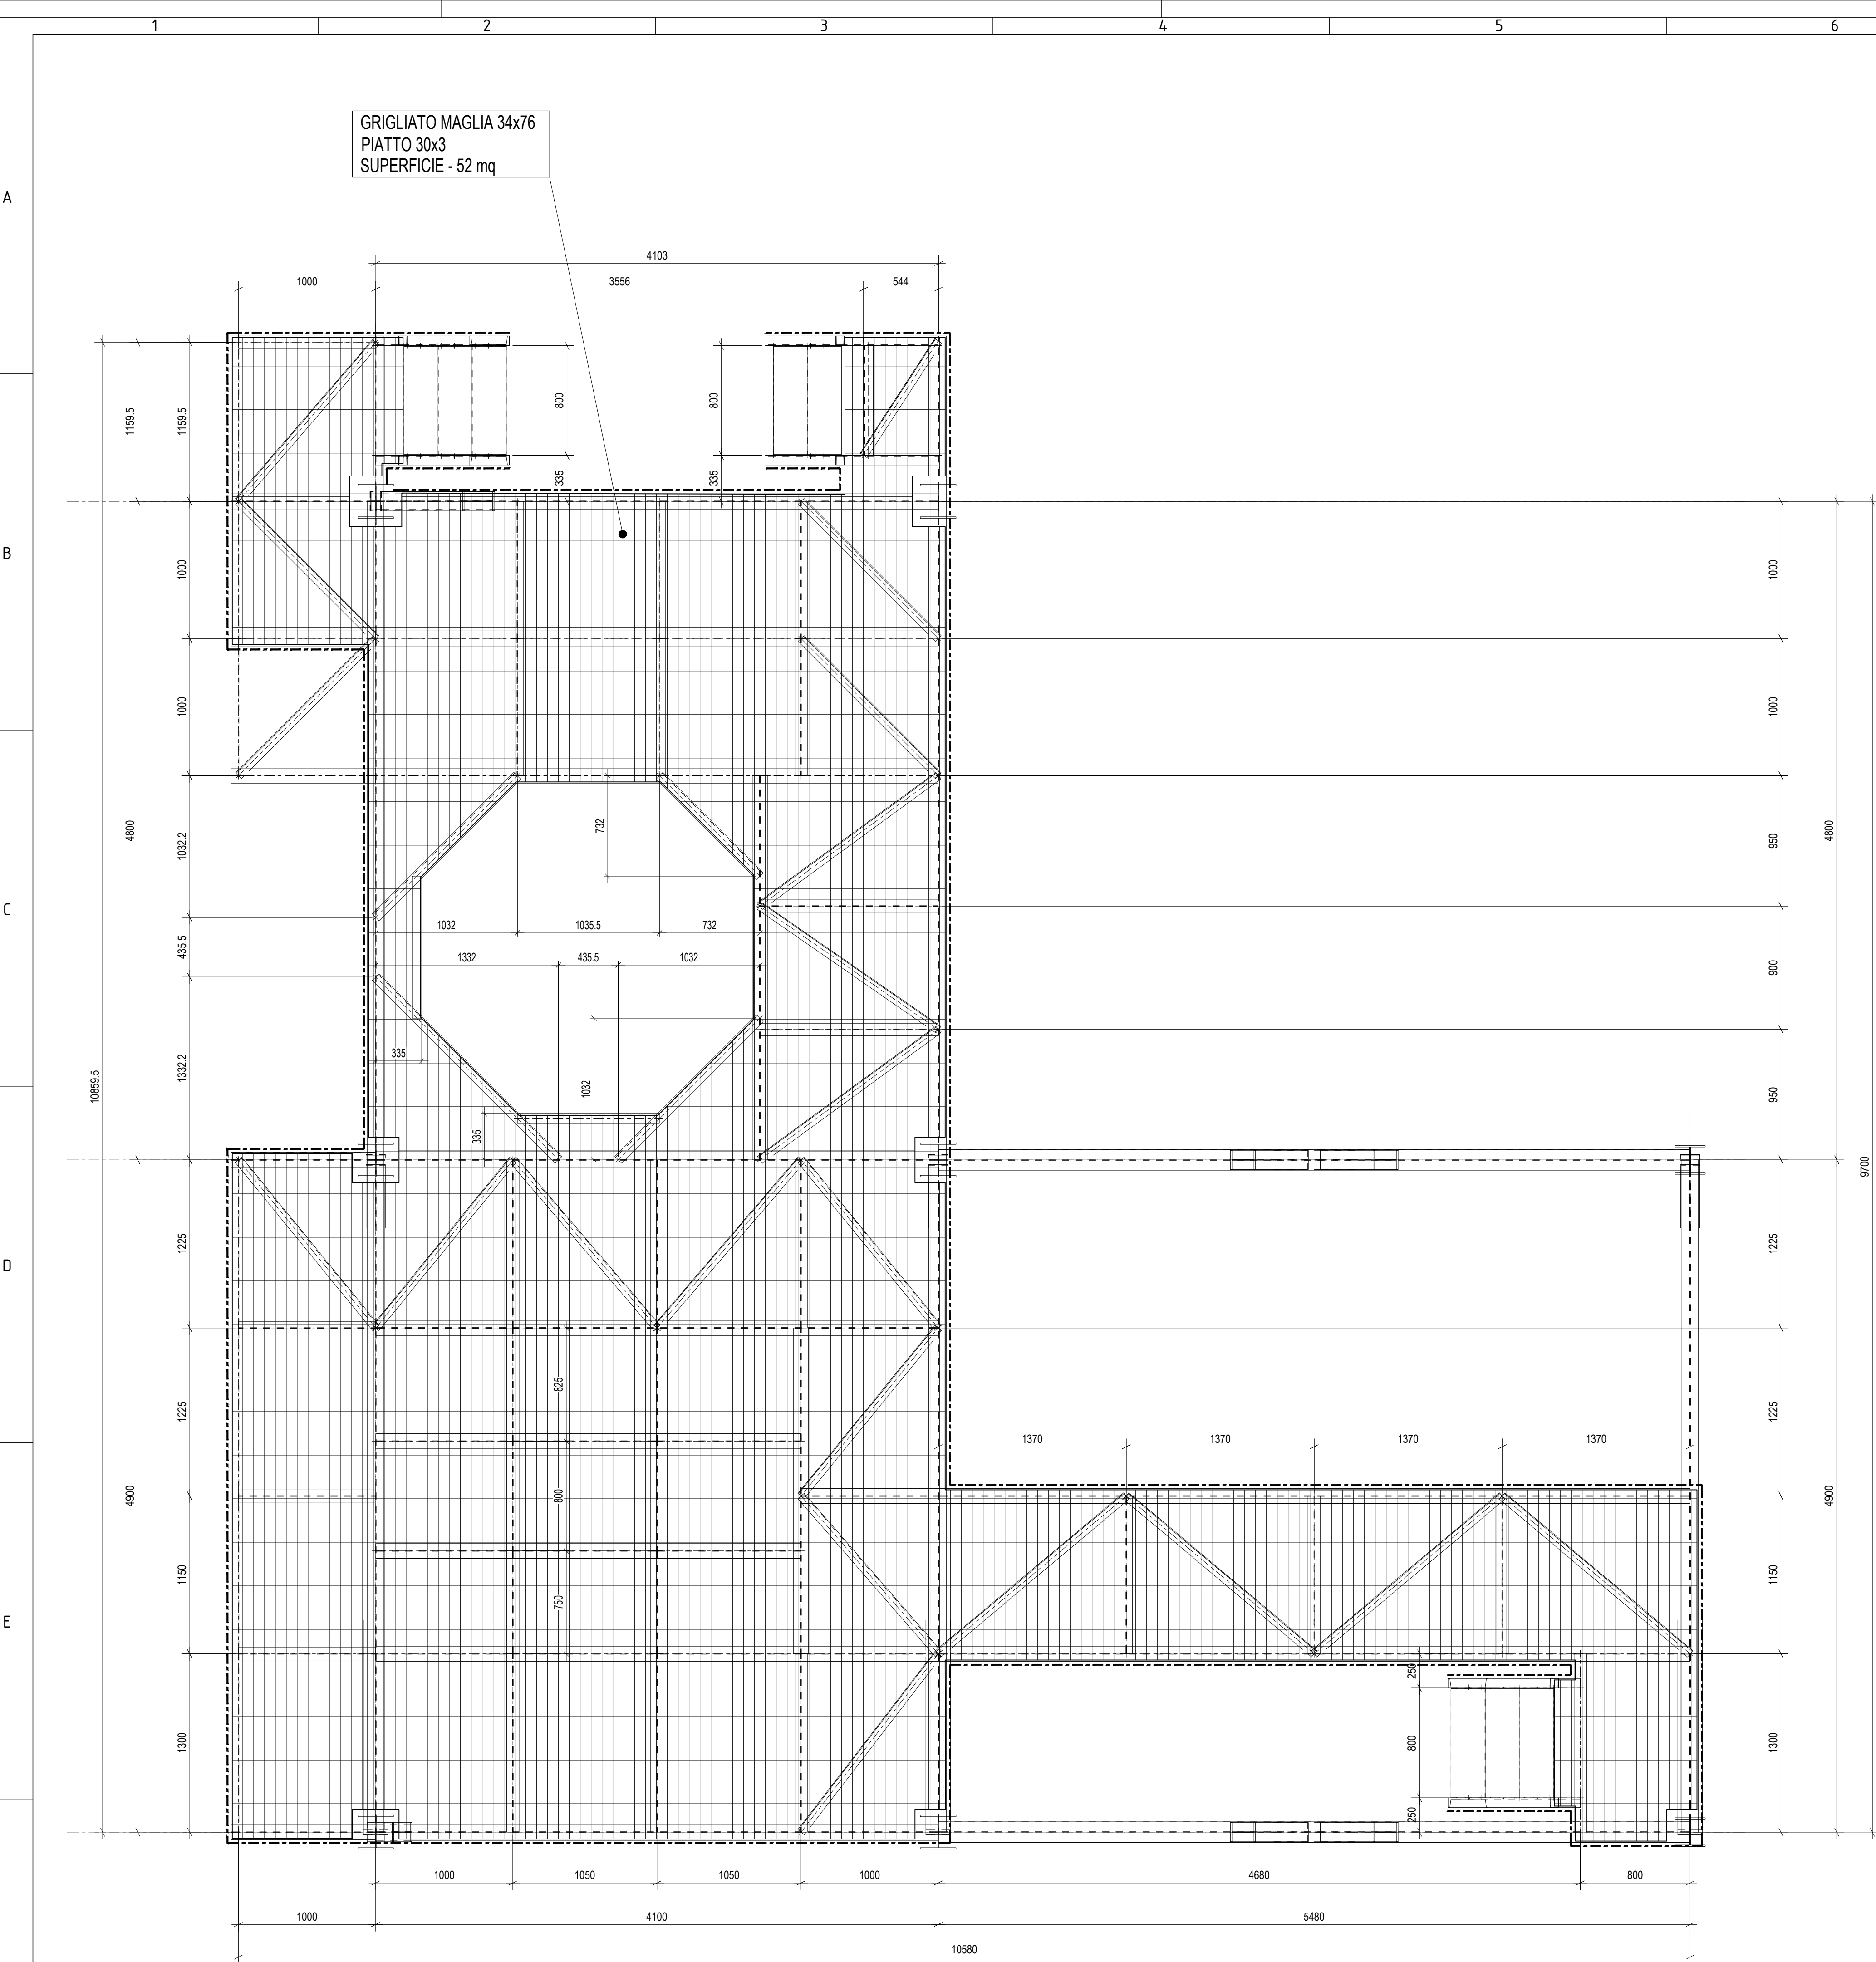 1 2 3 4 5 6
GRIGLIATO MAGLIA 34x76
PIATTO 30x3
SUPERFICIE - 52 mq
A
4103
1000 3556 544
1159.5 1159.5 800 800
335 335
B
1000 1000
1000 1000
4800 1032.2 732 950 4800
C
1032 1035.5 732
435.5 1332 435.5 1032 900
335
10859.5 1332.2 1032 950
335
9700
D
1225 1225
825
1225 1225
1370 1370 1370 1370
4900 800 4900
1150 750 1150
E
250
1300 800 1300
250
1000 1050 1050 1000 4680 800
1000 4100 5480
10580